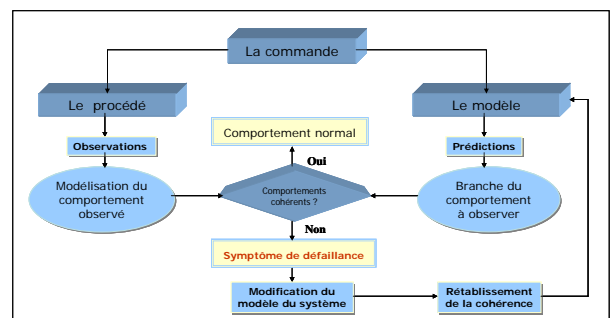 La commande
Le procédé
Le modèle
Observations
Comportement normal
Prédictions
Oui
Modélisation du
comportement
observé
Comportements
cohérents ?
Branche du
comportement
à observer
Non
Symptôme de défaillance
Modification du
modèle du système
Rétablissement
de la cohérence